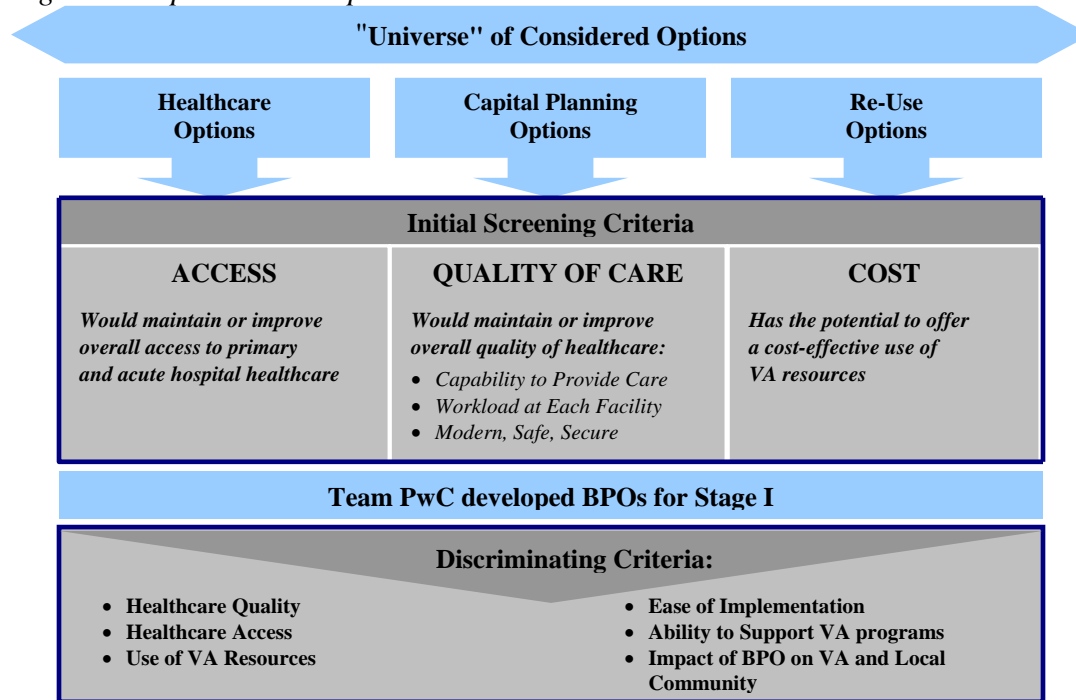 "Universe" of Considered Options
Healthcare
Options
Capital Planning
Options
Re-Use
Options
Initial Screening Criteria
ACCESS
Would maintain or improve
overall access to primary
and acute hospital healthcare
QUALITY OF CARE
Would maintain or improve
overall quality of healthcare:
• Capability to Provide Care
• Workload at Each Facility
• Modern, Safe, Secure
COST
Has the potential to offer
a cost-effective use of
VA resources
Team PwC developed BPOs for Stage I
Discriminating Criteria:
• Healthcare Quality
• Healthcare Access
• Use of VA Resources
• Ease of Implementation
• Ability to Support VA programs
• Impact of BPO on VA and Local
Community